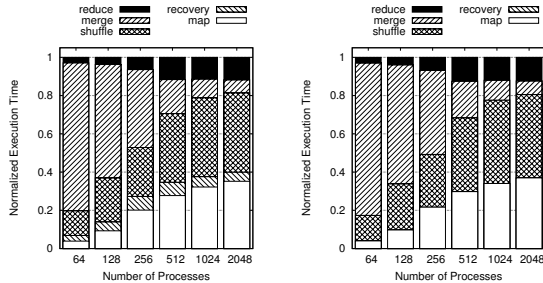 reduce recovery
merge map
shuffle
Normalized Execution Time
1
0.8
0.6
0.4
0.2
0
64 128 256 512 1024 2048
Number of Processes
reduce recovery
merge map
shuffle
Normalized Execution Time
1
0.8
0.6
0.4
0.2
0
64 128 256 512 1024 2048
Number of Processes